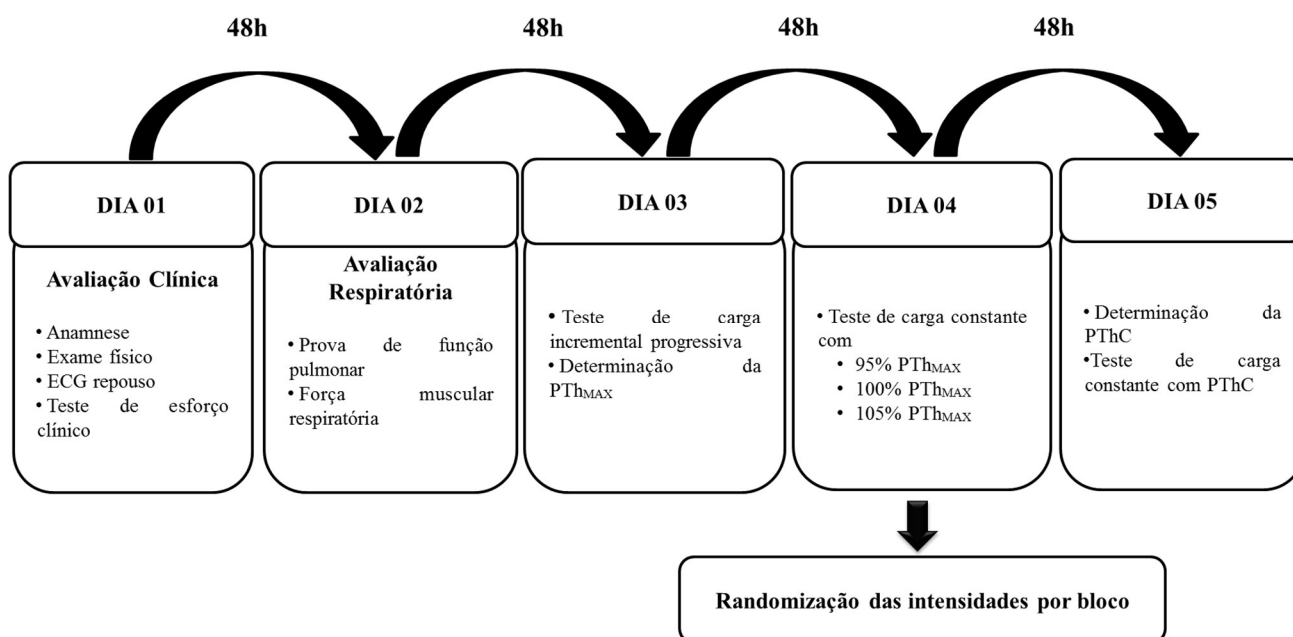 48h
48h
48h
48h
DIA 01
Avaliação Clínica
• Anamnese
• Exame físico
• ECG repouso
• Teste de esforço
clínico
DIA 02
Avaliação
Respiratória
• Prova de função
pulmonar
• Força muscular
respiratória
DIA 03
• Teste de carga
incremental progressiva
• Determinação da
PThMAX
DIA 04
• Teste de carga constante
com
• 95% PThMAX
• 100% PThMAX
• 105% PThMAX
DIA 05
• Determinação da
PThC
• Teste de carga
constante com PThC
Randomização das intensidades por bloco